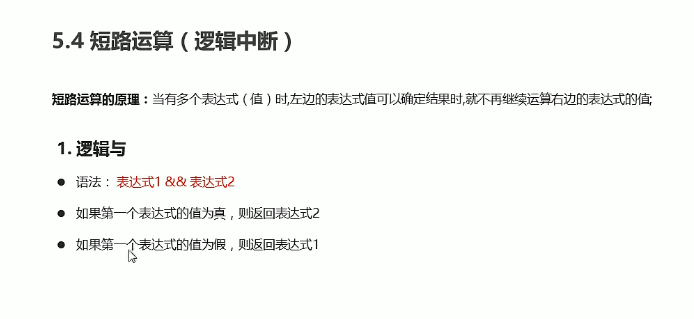 5.4 短路运算（逻辑中断）
短路运算的原理：当有多个表达式（值）时,左边的表达式值可以确定结果时,就不再继续运算右边的表达式的值;
1. 逻辑与
● 语法： 表达式1 && 表达式2
● 如果第一个表达式的值为真，则返回表达式2
● 如果第一个表达式的值为假，则返回表达式1